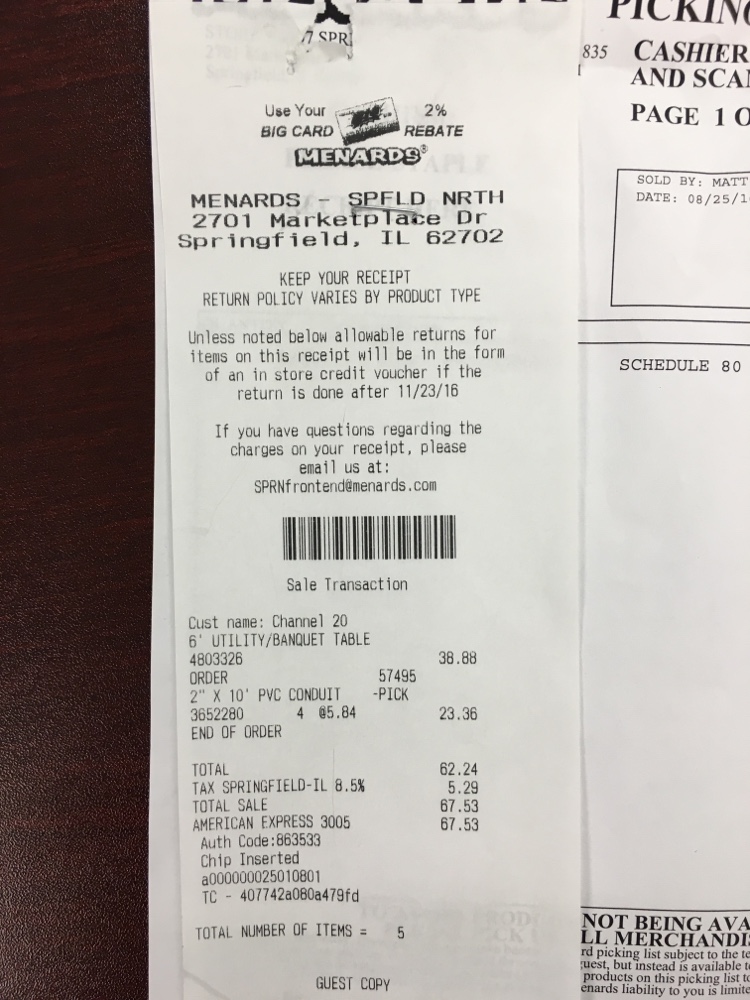 7 SPRI
Use Your 2%
BIG CARD REBATE
MENARDS®
MENARDS - SPFLD NRTH
2701 Marketplace Dr
Springfield, IL 62702
KEEP YOUR RECEIPT
RETURN POLICY VARIES BY PRODUCT TYPE
Unless noted below allowable returns for
items on this receipt will be in the form
of an in store credit voucher if the
return is done after 11/23/16
If you have questions regarding the
charges on your receipt, please
email us at:
SPRNfrontend@menards.com
Sale Transaction
Cust name: Channel 20
6' UTILITY/BANQUET TABLE
4803326 38.88
ORDER 57495
2" X 10' PVC CONDUIT -PICK
3652280 4 @5.84 23.36
END OF ORDER
TOTAL 62.24
TAX SPRINGFIELD-IL 8.5% 5.29
TOTAL SALE 67.53
AMERICAN EXPRESS 3005 67.53
Auth Code:863533
Chip Inserted
a000000025010801
TC - 407742a080a479fd
TOTAL NUMBER OF ITEMS = 5
GUEST COPY
PICKING
835 CASHIER
AND SCA
PAGE 1 O
SOLD BY: MATT
DATE: 08/25/1
SCHEDULE 80
NOT BEING AVA
LL MERCHANDI
rd picking list subject to the te
uest, but instead is available t
products on this picking list t
enards liability to you is limite